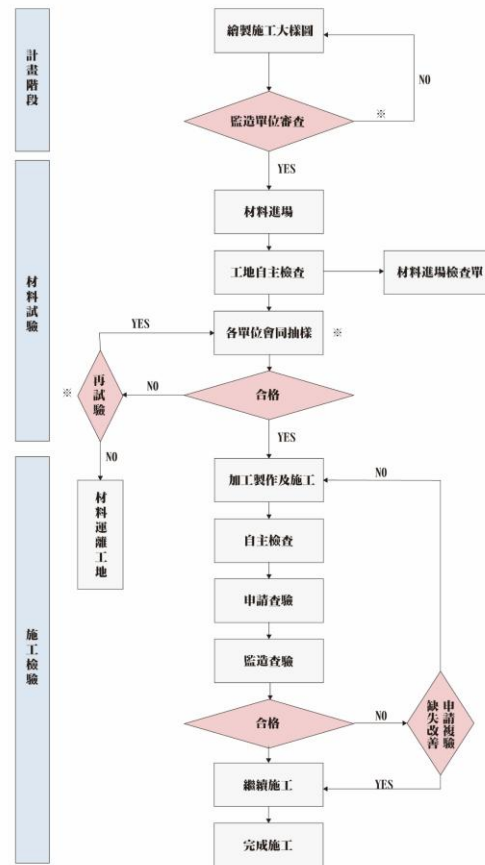 計畫階段
繪製施工大樣圖
NO
監造單位審查
※
YES
材料試驗
材料進場
工地自主檢查
材料進場檢查單
YES
各單位會同抽樣
※
※
再試驗
NO
合格
NO
YES
材料運離工地
施工檢驗
加工製作及施工
NO
自主檢查
申請查驗
監造查驗
合格
NO
申請複驗
缺失改善
繼續施工
YES
完成施工